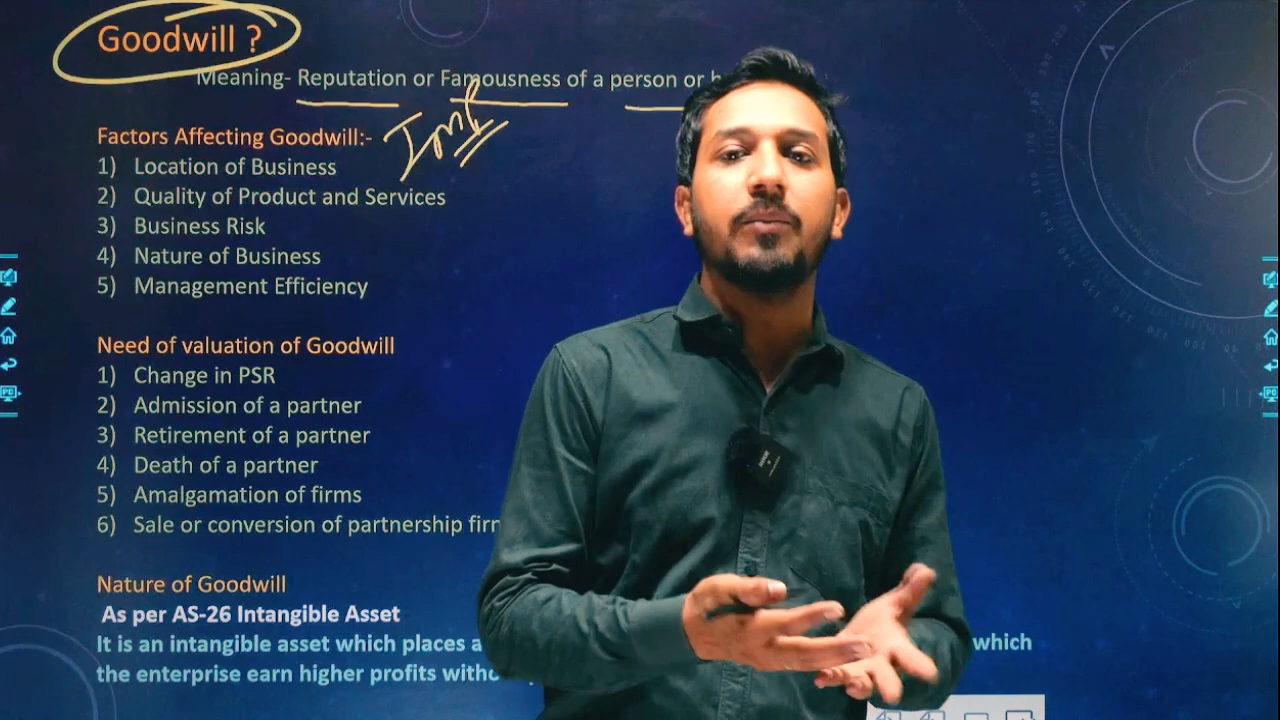 Goodwill ?
Meaning- Reputation or Famousness of a person or
Imp
Factors Affecting Goodwill:-
1) Location of Business
2) Quality of Product and Services
3) Business Risk
4) Nature of Business
5) Management Efficiency
Need of valuation of Goodwill
1) Change in PSR
2) Admission of a partner
3) Retirement of a partner
4) Death of a partner
5) Amalgamation of firms
6) Sale or conversion of partnership
Nature of Goodwill
As per AS-26 Intangible Asset
It is an intangible asset which places which
the enterprise earn higher profits